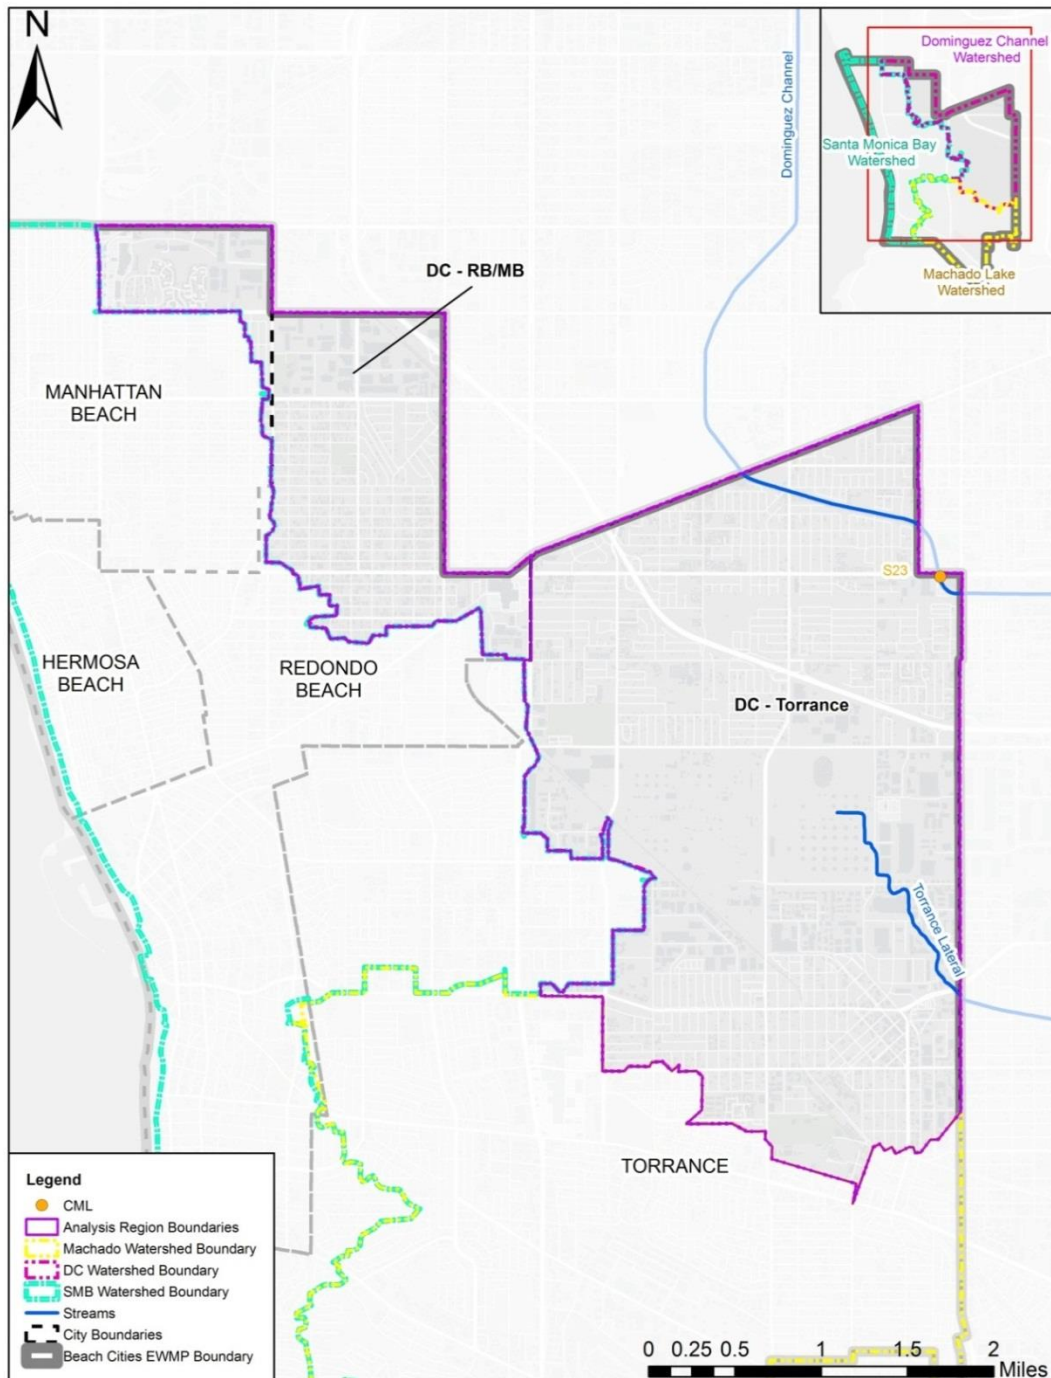 N
Dominguez Channel
Dominguez Channel
Watershed
Santa Monica Bay
Watershed
Machado Lake
Watershed
DC - RB/MB
MANHATTAN
BEACH
S23
HERMOSA
BEACH
REDONDO
BEACH
DC - Torrance
Torrance Lateral
TORRANCE
Legend
CML
Analysis Region Boundaries
Machado Watershed Boundary
DC Watershed Boundary
SMB Watershed Boundary
Streams
City Boundaries
Beach Cities EWMP Boundary
0 0.25 0.5 1 1.5 2
Miles